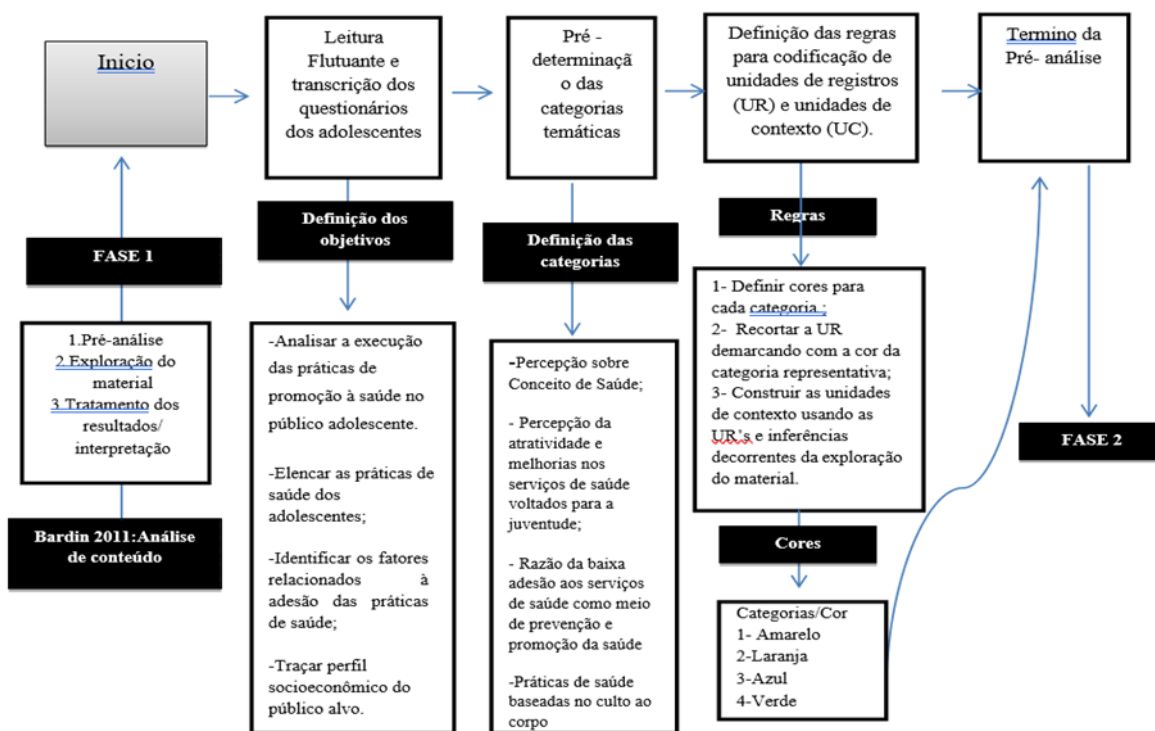 Inicio
Leitura
Flutuante e
transcrição dos
questionários
dos adolescentes
Pré -
determinaçã
o das
categorias
temáticas
Definição das regras
para codificação de
unidades de registros
(UR) e unidades de
contexto (UC).
Termino da
Pré- análise
FASE 1
Definição dos
objetivos
Definição das
categorias
Regras
1.Pré-análise
2.Exploração do
material
3.Tratamento dos
resultados/
interpretação
Bardin 2011:Análise
de conteúdo
-Analisar a execução
das práticas de
promoção à saúde no
público adolescente.
-Elencar as práticas de
saúde dos
adolescentes;
-Identificar os fatores
relacionados à
adesão das práticas
de saúde;
-Traçar perfil
socioeconômico do
público alvo.
-Percepção sobre
Conceito de Saúde;
- Percepção da
atratividade e
melhorias nos
serviços de saúde
voltados para a
juventude;
- Razão da baixa
adesão aos serviços
de saúde como meio
de prevenção e
promoção da saúde
-Práticas de saúde
baseadas no culto ao
corpo
1- Definir cores para
cada categoria.;
2- Recortar a UR
demarcando com a cor da
categoria representativa;
3- Construir as unidades
de contexto usando as
UR's e inferências
decorrentes da exploração
do material.
Cores
Categorias/Cor
1- Amarelo
2-Laranja
3-Azul
4-Verde
FASE 2